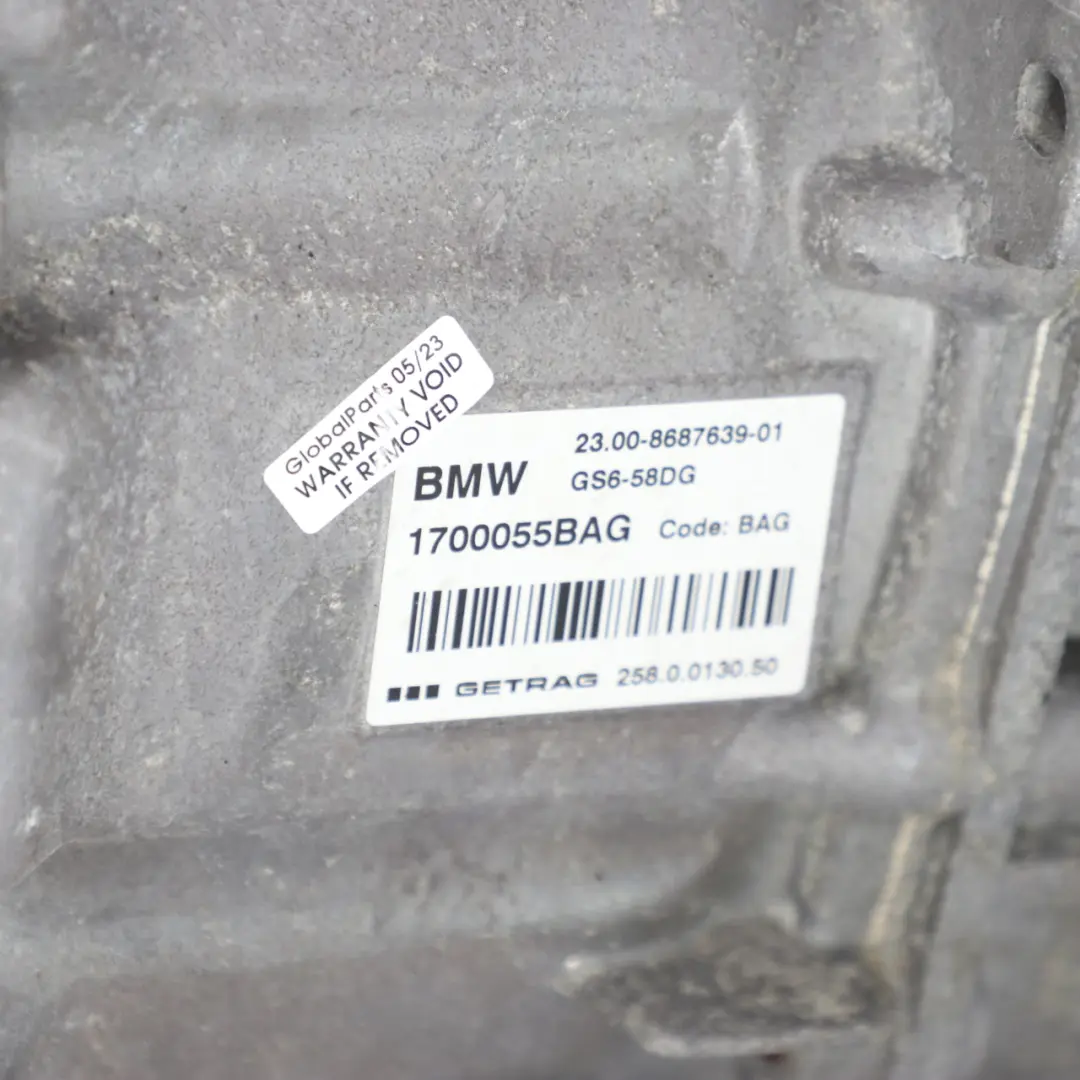 GlobalParts 05/23
WARRANTY VOID
IF REMOVED
23.00-8687639-01
BMW GS6-58DG
1700055BAG Code: BAG
GETRAG 258.0.0130.50